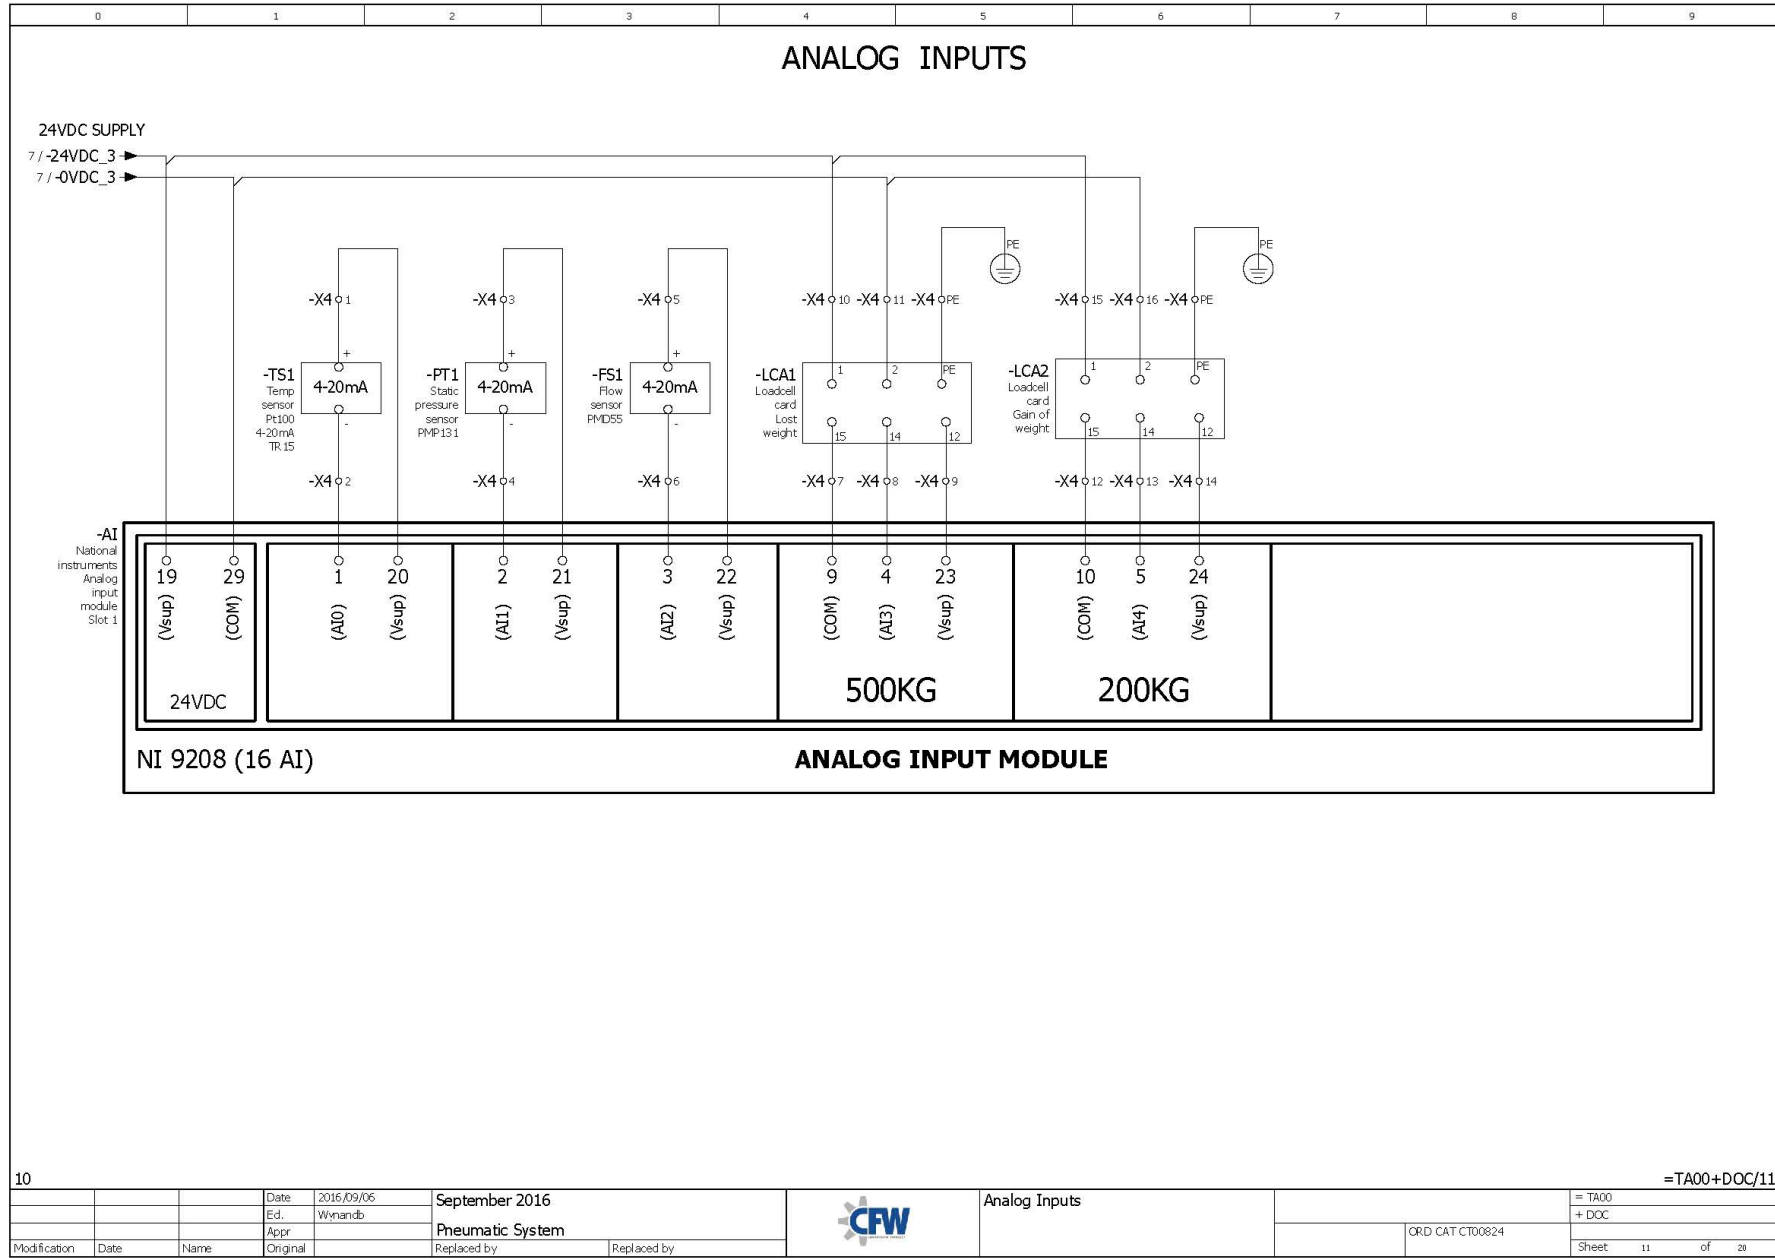 0 1 2 3 4 5 6 7 8 9
ANALOG INPUTS
24VDC SUPPLY
7 / -24VDC_3
7 / -0VDC_3
PE PE
-X4 1 -X4 3 -X4 5 -X4 10 -X4 11 -X4 PE -X4 15 -X4 16 -X4 PE
+ + +
-TS1
Temp
sensor
Pt100
4-20mA
TR15
4-20mA
-
-PT1
Static
pressure
sensor
PMP131
4-20mA
-
-FS1
Flow
sensor
PMD55
4-20mA
-
-LCA1
Loadcell
card
Lost
weight
1 2 PE
15 14 12
-LCA2
Loadcell
card
Gain of
weight
1 2 PE
15 14 12
-X4 2 -X4 4 -X4 6 -X4 7 -X4 8 -X4 9 -X4 12 -X4 13 -X4 14
-AI
National
instruments
Analog
input
module
Slot 1
19 29 1 20 2 21 3 22 9 4 23 10 5 24
(Vsup) (COM) (AI0) (Vsup) (AI1) (Vsup) (AI2) (Vsup) (COM) (AI3) (Vsup) (COM) (AI4) (Vsup)
24VDC 500KG 200KG
NI 9208 (16 AI) ANALOG INPUT MODULE
10 =TA00+DOC/11
Date 2016/09/06
Ed. Wynandb
Appr
Modification Date Name Original
September 2016
Pneumatic System
Replaced by Replaced by
CFW
Analog Inputs
ORD CAT CT00824
= TA00
+ DOC
Sheet 11 of 20